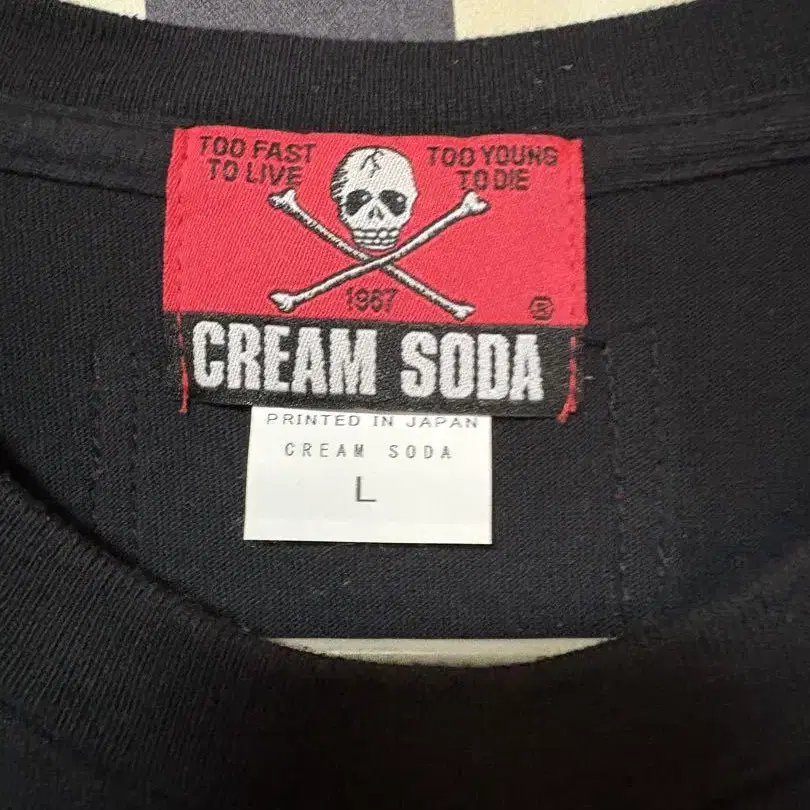 TOO FAST
TO LIVE
TOO YOUNG
TO DIE
1967
®
CREAM SODA
PRINTED IN JAPAN
CREAM SODA
L